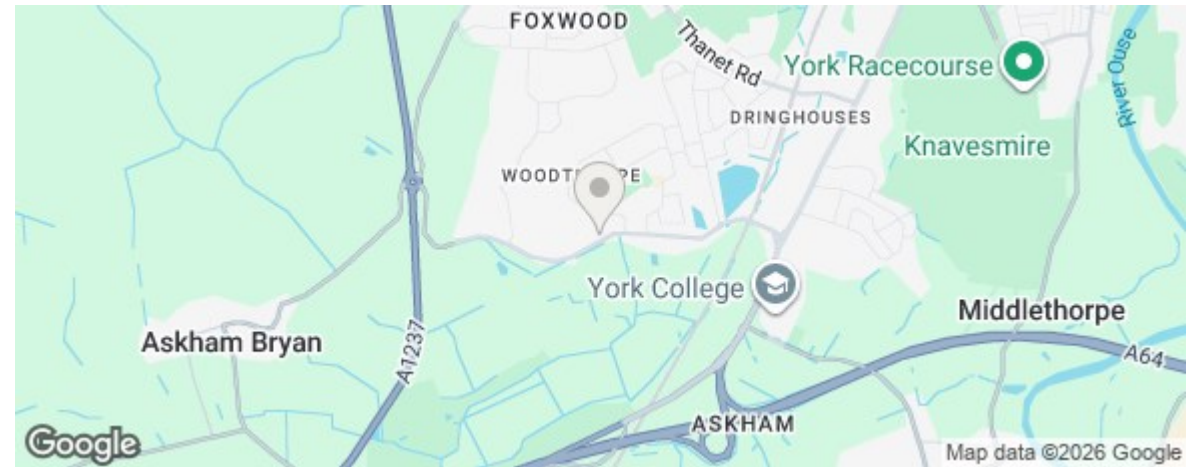 FOXWOOD
Thanet Rd
York Racecourse
River Ouse
DRINGHOUSES
Knavesmire
York College
Middlethorpe
Askham Bryan
A1237
A64
ASKHAM
Google
Map data ©2026 Google